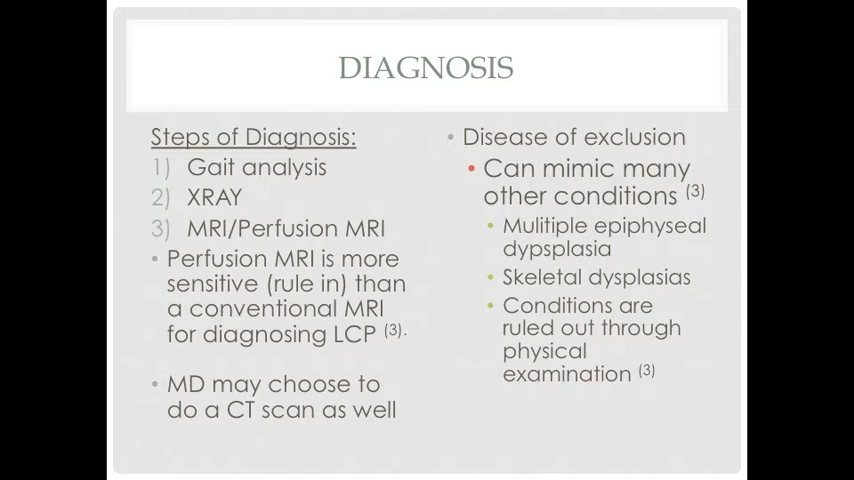 DIAGNOSIS
Steps of Diagnosis:
1) Gait analysis
2) XRAY
3) MRI/Perfusion MRI
• Perfusion MRI is more
sensitive (rule in) than
a conventional MRI
for diagnosing LCP (3).
• MD may choose to
do a CT scan as well
• Disease of exclusion
• Can mimic many
other conditions (3)
• Mulitiple epiphyseal
dypsplasia
• Skeletal dysplasias
• Conditions are
ruled out through
physical
examination (3)